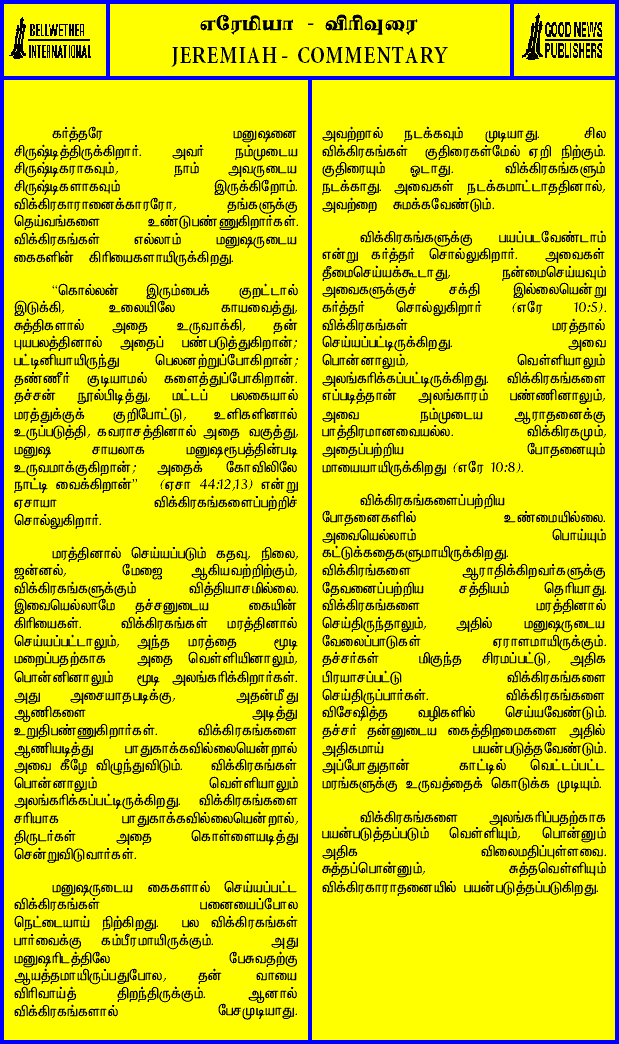 BELLWETHER
INTERNATIONAL
எரேமியா - விரிவுரை
JEREMIAH - COMMENTARY
GOOD NEWS
PUBLISHERS
கர்த்தரே மனுஷனை
சிருஷ்டித்திருக்கிறார். அவர் நம்முடைய
சிருஷ்டிகராகவும், நாம் அவருடைய
சிருஷ்டிகளாகவும் இருக்கிறோம்.
விக்கிரகாரானைக்காரரோ, தங்களுக்கு
தெய்வங்களை உண்டுபண்ணுகிறார்கள்.
விக்கிரகங்கள் எல்லாம் மனுஷருடைய
கைகளின் கிரியைகளாயிருக்கிறது.
“கொல்லன் இரும்பைக் குறட்டால்
இடுக்கி, உலையிலே காயவைத்து,
சுத்திகளால் அதை உருவாக்கி, தன்
புயபலத்தினால் அதைப் பண்படுத்துகிறான்;
பட்டினியாயிருந்து பெலனற்றுப்போகிறான்;
தண்ணீர் குடியாமல் களைத்துப்போகிறான்.
தச்சன் நூல்பிடித்து, மட்டப் பலகையால்
மரத்துக்குக் குறிபோட்டு, உளிகளினால்
உருப்படுத்தி, கவராசத்தினால் அதை வகுத்து,
மனுஷ சாயலாக மனுஷரூபத்தின்படி
உருவமாக்குகிறான்; அதைக் கோவிலிலே
நாட்டி வைக்கிறான்” (ஏசா 44:12,13) என்று
ஏசாயா விக்கிரகங்களைப்பற்றிச்
சொல்லுகிறார்.
மரத்தினால் செய்யப்படும் கதவு, நிலை,
ஜன்னல், மேஜை ஆகியவற்றிற்கும்,
விக்கிரகங்களுக்கும் வித்தியாசமில்லை.
இவையெல்லாமே தச்சனுடைய கையின்
கிரியைகள். விக்கிரகங்கள் மரத்தினால்
செய்யப்பட்டாலும், அந்த மரத்தை மூடி
மறைப்பதற்காக அதை வெள்ளியினாலும்,
பொன்னினாலும் மூடி அலங்கரிக்கிறார்கள்.
அது அசையாதபடிக்கு, அதன்மீது
ஆணிகளை அடித்து
உறுதிபண்ணுகிறார்கள். விக்கிரகங்களை
ஆணியடித்து பாதுகாக்கவில்லையென்றால்
அவை கீழே விழுந்துவிடும். விக்கிரகங்கள்
பொன்னாலும் வெள்ளியாலும்
அலங்கரிக்கப்பட்டிருக்கிறது. விக்கிரகங்களை
சரியாக பாதுகாக்கவில்லையென்றால்,
திருடர்கள் அதை கொள்ளையடித்து
சென்றுவிடுவார்கள்.
மனுஷருடைய கைகளால் செய்யப்பட்ட
விக்கிரகங்கள் பனையைப்போல
நெட்டையாய் நிற்கிறது. பல விக்கிரகங்கள்
பார்வைக்கு கம்பீரமாயிருக்கும். அது
மனுஷரிடத்திலே பேசுவதற்கு
ஆயத்தமாயிருப்பதுபோல, தன் வாயை
விரிவாய்த் திறந்திருக்கும். ஆனால்
விக்கிரகங்களால் பேசமுடியாது.
அவற்றால் நடக்கவும் முடியாது. சில
விக்கிரகங்கள் குதிரைகள்மேல் ஏறி நிற்கும்.
குதிரையும் ஓடாது. விக்கிரகங்களும்
நடக்காது. அவைகள் நடக்கமாட்டாததினால்,
அவற்றை சுமக்கவேண்டும்.
விக்கிரகங்களுக்கு பயப்படவேண்டாம்
என்று கர்த்தர் சொல்லுகிறார். அவைகள்
தீமைசெய்யக்கூடாது, நன்மைசெய்யவும்
அவைகளுக்குச் சக்தி இல்லையென்று
கர்த்தர் சொல்லுகிறார் (எரே 10:5).
விக்கிரகங்கள் மரத்தால்
செய்யப்பட்டிருக்கிறது. அவை
பொன்னாலும், வெள்ளியாலும்
அலங்கரிக்கப்பட்டிருக்கிறது. விக்கிரகங்களை
எப்படித்தான் அலங்காரம் பண்ணினாலும்,
அவை நம்முடைய ஆராதனைக்கு
பாத்திரமானவையல்ல. விக்கிரகமும்,
அதைப்பற்றிய போதனையும்
மாயையாயிருக்கிறது (எரே 10:8).
விக்கிரகங்களைப்பற்றிய
போதனைகளில் உண்மையில்லை.
அவையெல்லாம் பொய்யும்
கட்டுக்கதைகளுமாயிருக்கிறது.
விக்கிரங்களை ஆராதிக்கிறவர்களுக்கு
தேவனைப்பற்றிய சத்தியம் தெரியாது.
விக்கிரகங்களை மரத்தினால்
செய்திருந்தாலும், அதில் மனுஷருடைய
வேலைப்பாடுகள் ஏராளமாயிருக்கும்.
தச்சர்கள் மிகுந்த சிரமப்பட்டு, அதிக
பிரயாசப்பட்டு விக்கிரகங்களை
செய்திருப்பார்கள். விக்கிரகங்களை
விசேஷித்த வழிகளில் செய்யவேண்டும்.
தச்சர் தன்னுடைய கைத்திறமைகளை அதில்
அதிகமாய் பயன்படுத்தவேண்டும்.
அப்போதுதான் காட்டில் வெட்டப்பட்ட
மரங்களுக்கு உருவத்தைக் கொடுக்க முடியும்.
விக்கிரகங்களை அலங்கரிப்பதற்காக
பயன்படுத்தப்படும் வெள்ளியும், பொன்னும்
அதிக விலைமதிப்புள்ளவை.
சுத்தப்பொன்னும், சுத்தவெள்ளியும்
விக்கிரகாராதனையில் பயன்படுத்தப்படுகிறது.